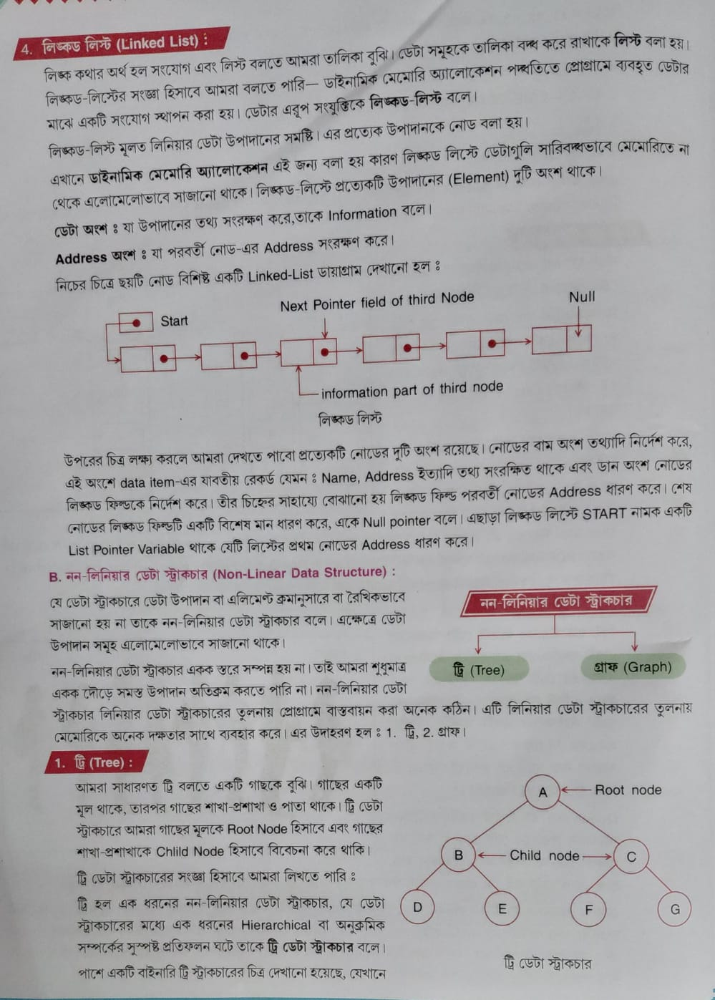 4. লিঙ্কড লিস্ট (Linked List) :
লিঙ্ক কথার অর্থ হল সংযোগ এবং লিস্ট বলতে আমরা তালিকা বুঝি। ডেটা সমূহকে তালিকা বদ্ধ করে রাখাকে লিস্ট বলা হয়।
লিঙ্কড-লিস্টের সংজ্ঞা হিসাবে আমরা বলতে পারি— ডাইনামিক মেমোরি অ্যালোকেশন পদ্ধতিতে প্রোগ্রামে ব্যবহৃত ডেটার
মাঝে একটি সংযোগ স্থাপন করা হয়। ডেটার এরূপ সংযুক্তিকে লিঙ্কড-লিস্ট বলে।
লিঙ্কড-লিস্ট মূলত লিনিয়ার ডেটা উপাদানের সমষ্টি। এর প্রত্যেক উপাদানকে নোড বলা হয়।
এখানে ডাইনামিক মেমোরি অ্যালোকেশন এই জন্য বলা হয় কারণ লিঙ্কড লিস্টে ডেটাগুলি সারিবদ্ধভাবে মেমোরিতে না
থেকে এলোমেলোভাবে সাজানো থাকে। লিঙ্কড-লিস্টে প্রত্যেকটি উপাদানের (Element) দুটি অংশ থাকে।
ডেটা অংশ : যা উপাদানের তথ্য সংরক্ষণ করে,তাকে Information বলে।
Address অংশ : যা পরবর্তী নোড-এর Address সংরক্ষণ করে।
নিচের চিত্রে ছয়টি নোড বিশিষ্ট একটি Linked-List ডায়াগ্রাম দেখানো হল :
Start
Next Pointer field of third Node
Null
information part of third node
লিঙ্কড লিস্ট
উপরের চিত্র লক্ষ্য করলে আমরা দেখতে পাবো প্রত্যেকটি নোডের দুটি অংশ রয়েছে। নোডের বাম অংশ তথ্যাদি নির্দেশ করে,
এই অংশে data item-এর যাবতীয় রেকর্ড যেমন : Name, Address ইত্যাদি তথ্য সংরক্ষিত থাকে এবং ডান অংশ নোডের
লিঙ্কড ফিল্ডকে নির্দেশ করে। তীর চিহ্নের সাহায্যে বোঝানো হয় লিঙ্কড ফিল্ড পরবর্তী নোডের Address ধারণ করে। শেষ
নোডের লিঙ্কড ফিল্ডটি একটি বিশেষ মান ধারণ করে, একে Null pointer বলে। এছাড়া লিঙ্কড লিস্টে START নামক একটি
List Pointer Variable থাকে যেটি লিস্টের প্রথম নোডের Address ধারণ করে।
B. নন-লিনিয়ার ডেটা স্ট্রাকচার (Non-Linear Data Structure) :
যে ডেটা স্ট্রাকচারে ডেটা উপাদান বা এলিমেন্ট ক্রমানুসারে বা রৈখিকভাবে
সাজানো হয় না তাকে নন-লিনিয়ার ডেটা স্ট্রাকচার বলে। এক্ষেত্রে ডেটা
উপাদান সমূহ এলোমেলোভাবে সাজানো থাকে।
নন-লিনিয়ার ডেটা স্ট্রাকচার
ট্রি (Tree)
গ্রাফ (Graph)
নন-লিনিয়ার ডেটা স্ট্রাকচার একক স্তরে সম্পন্ন হয় না। তাই আমরা শুধুমাত্র
একক দৌড়ে সমস্ত উপাদান অতিক্রম করতে পারি না। নন-লিনিয়ার ডেটা
স্ট্রাকচার লিনিয়ার ডেটা স্ট্রাকচারের তুলনায় প্রোগ্রামে বাস্তবায়ন করা অনেক কঠিন। এটি লিনিয়ার ডেটা স্ট্রাকচারের তুলনায়
মেমোরিকে অনেক দক্ষতার সাথে ব্যবহার করে। এর উদাহরণ হল : 1. ট্রি, 2. গ্রাফ।
1. ট্রি (Tree) :
আমরা সাধারণত ট্রি বলতে একটি গাছকে বুঝি। গাছের একটি
মূল থাকে, তারপর গাছের শাখা-প্রশাখা ও পাতা থাকে। ট্রি ডেটা
স্ট্রাকচারে আমরা গাছের মূলকে Root Node হিসাবে এবং গাছের
শাখা-প্রশাখাকে Chlild Node হিসাবে বিবেচনা করে থাকি।
ট্রি ডেটা স্ট্রাকচারের সংজ্ঞা হিসাবে আমরা লিখতে পারি :
ট্রি হল এক ধরনের নন-লিনিয়ার ডেটা স্ট্রাকচার, যে ডেটা
স্ট্রাকচারের মধ্যে এক ধরনের Hierarchical বা অনুক্রমিক
সম্পর্কের সুস্পষ্ট প্রতিফলন ঘটে তাকে ট্রি ডেটা স্ট্রাকচার বলে।
পাশে একটি বাইনারি ট্রি স্ট্রাকচারের চিত্র দেখানো হয়েছে, যেখানে
A Root node
B Child node C
D E F G
ট্রি ডেটা স্ট্রাকচার